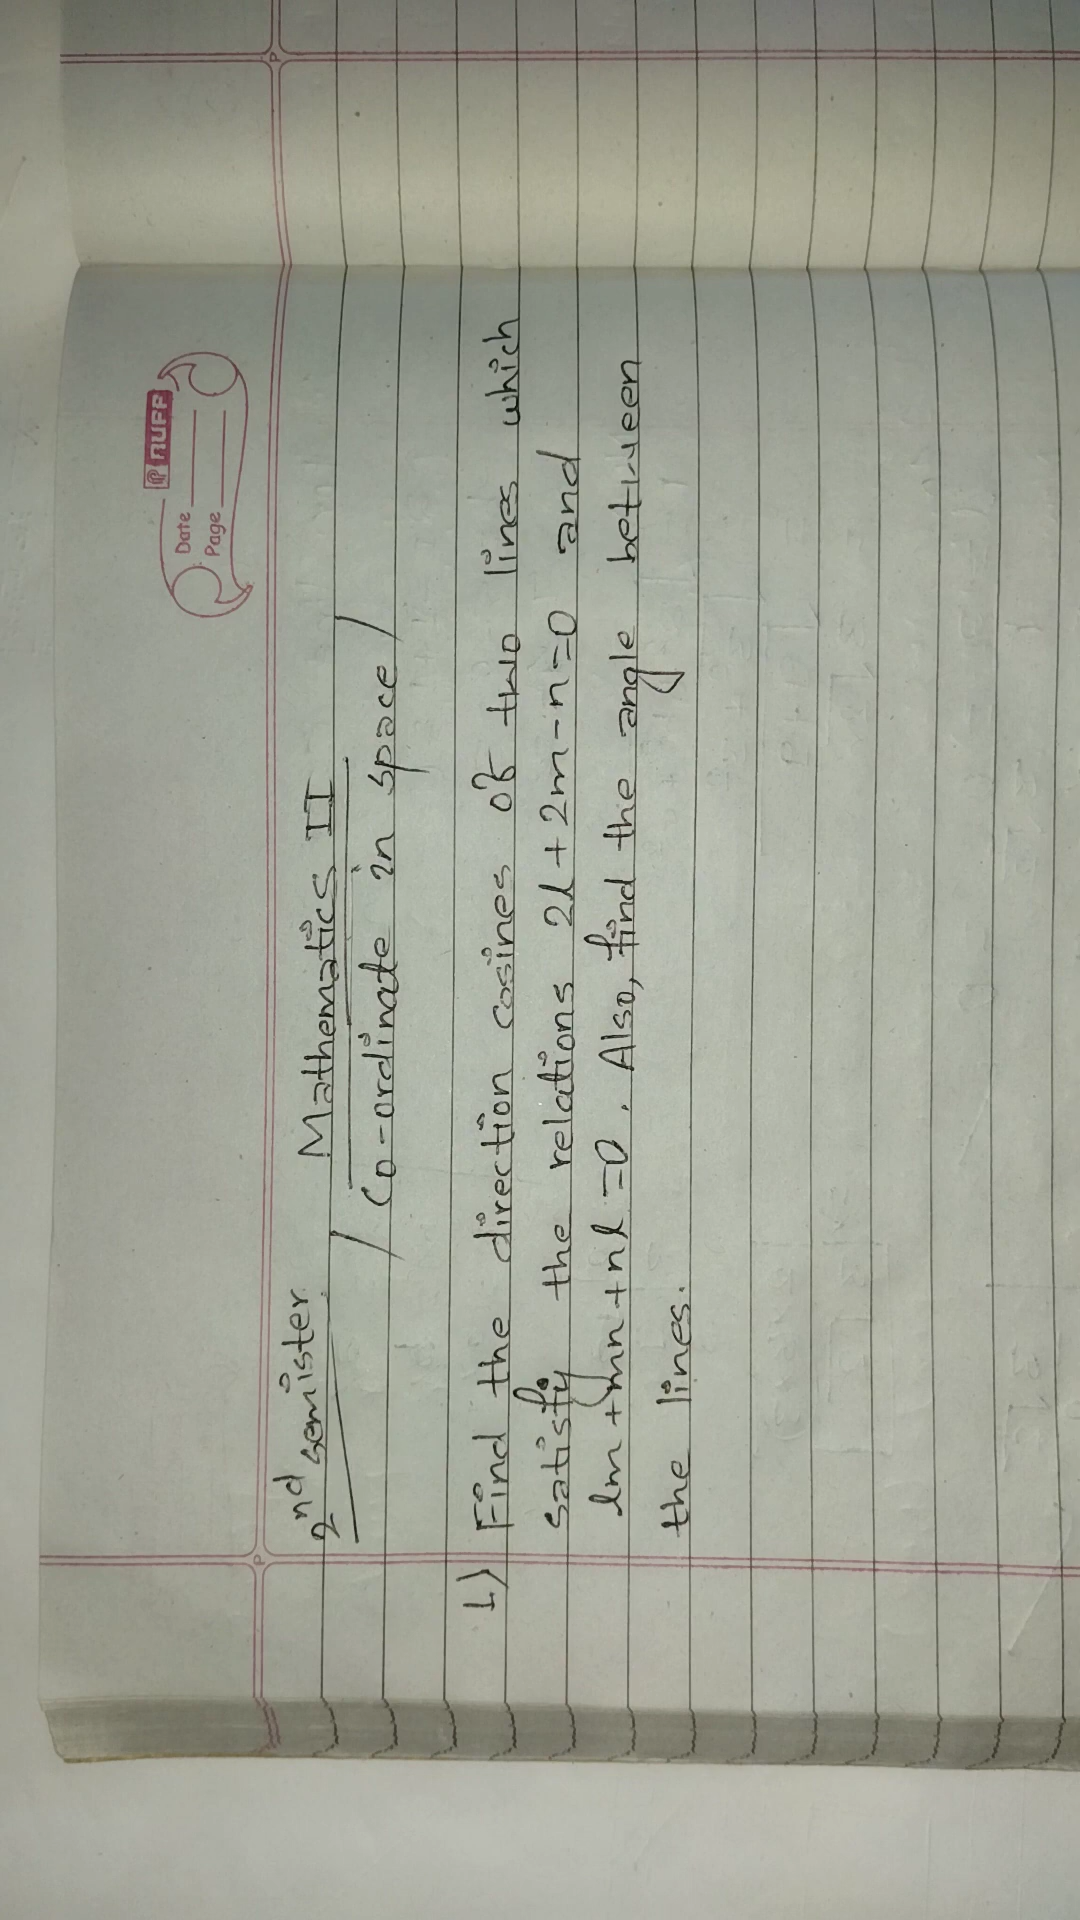 nuff
Date
Page
2nd semister
Mathematics II
/ Co-ordinate in space /
1) Find the direction cosines of two lines which
satisfy the relations 2l + 2m - n = 0 and
lm + mn + nl = 0. Also, find the angle between
the lines.